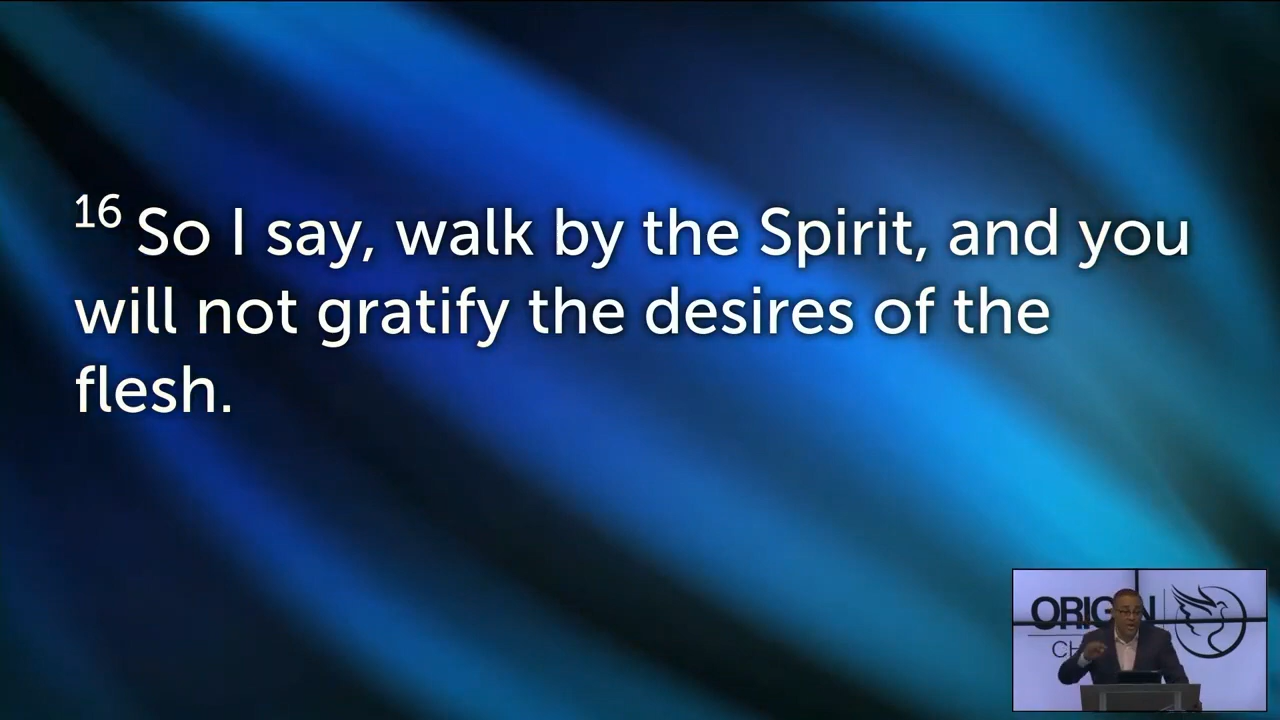 16 So I say, walk by the Spirit, and you
will not gratify the desires of the
flesh.